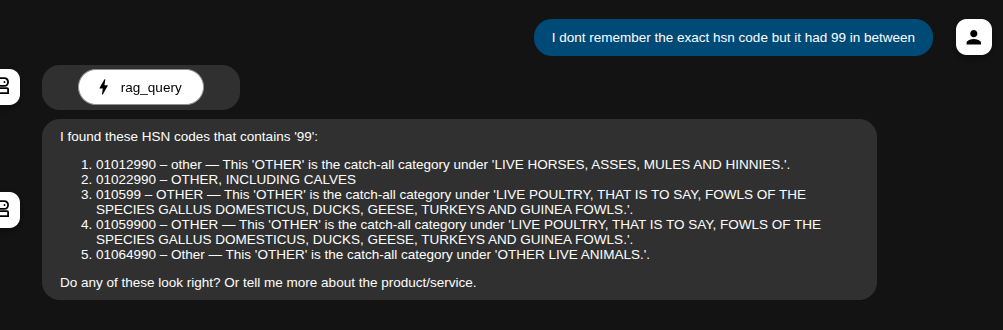 I dont remember the exact hsn code but it had 99 in between
rag_query
I found these HSN codes that contains '99':
1. 01012990 – other — This 'OTHER' is the catch-all category under 'LIVE HORSES, ASSES, MULES AND HINNIES.'.
2. 01022990 – OTHER, INCLUDING CALVES
3. 010599 – OTHER — This 'OTHER' is the catch-all category under 'LIVE POULTRY, THAT IS TO SAY, FOWLS OF THE
SPECIES GALLUS DOMESTICUS, DUCKS, GEESE, TURKEYS AND GUINEA FOWLS.'.
4. 01059900 – OTHER — This 'OTHER' is the catch-all category under 'LIVE POULTRY, THAT IS TO SAY, FOWLS OF THE
SPECIES GALLUS DOMESTICUS, DUCKS, GEESE, TURKEYS AND GUINEA FOWLS.'.
5. 01064990 – Other — This 'OTHER' is the catch-all category under 'OTHER LIVE ANIMALS.'.
Do any of these look right? Or tell me more about the product/service.